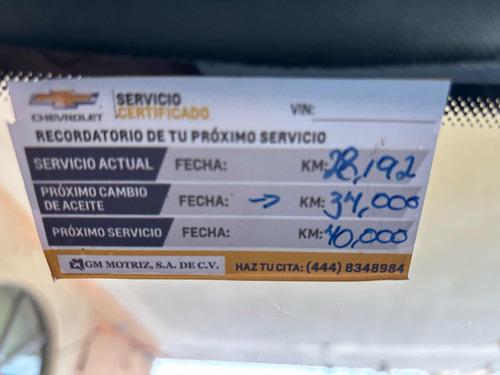 CHEVROLET
SERVICIO
CERTIFICADO
VIN:
RECORDATORIO DE TU PRÓXIMO SERVICIO
SERVICIO ACTUAL FECHA: KM: 28,192
PRÓXIMO CAMBIO
DE ACEITE FECHA: → KM: 34,000
PRÓXIMO SERVICIO FECHA: KM: 40,000
GM MOTRIZ, S.A. DE C.V. HAZ TU CITA: (444) 8348984